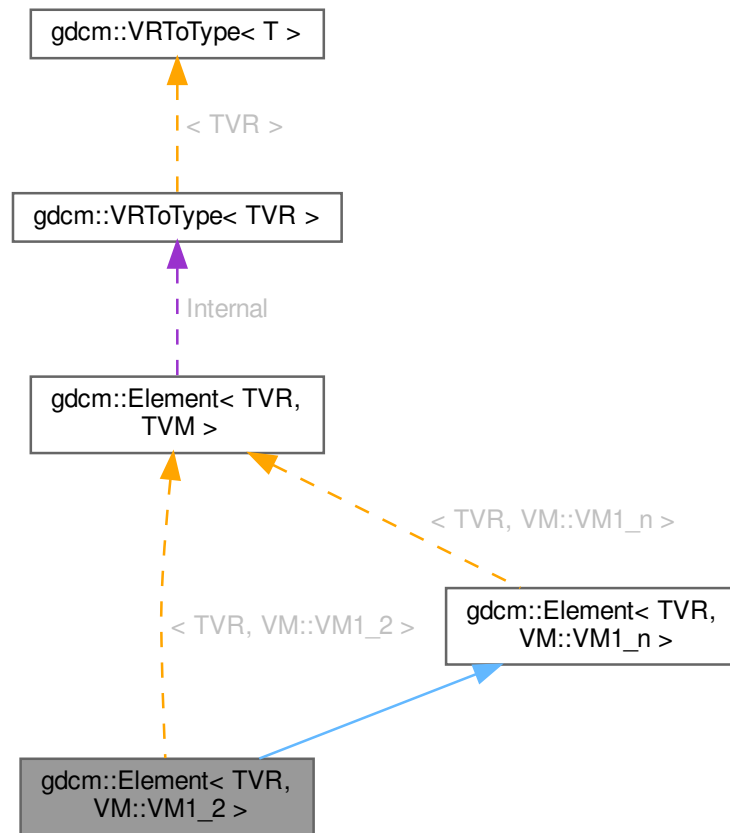 gdcm::VRToType< T >
< TVR >
gdcm::VRToType< TVR >
Internal
gdcm::Element< TVR,
TVM >
< TVR, VM::VM1_n >
gdcm::Element< TVR,
VM::VM1_n >
< TVR, VM::VM1_2 >
gdcm::Element< TVR,
VM::VM1_2 >